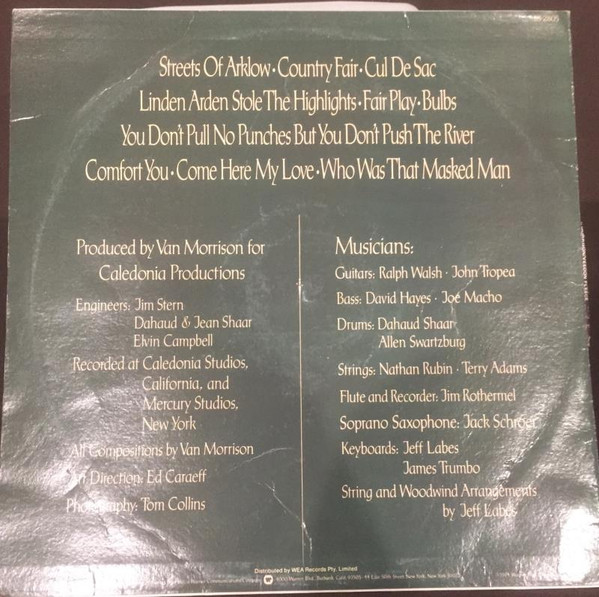 Streets Of Arklow · Country Fair · Cul De Sac
Linden Arden Stole The Highlights · Fair Play · Bulbs
You Don't Pull No Punches But You Don't Push The River
Comfort You · Come Here My Love · Who Was That Masked Man
Produced by Van Morrison for
Caledonia Productions
Engineers: Jim Stern
Dahaud & Jean Shaar
Elvin Campbell
Recorded at Caledonia Studios,
California, and
Mercury Studios,
New York
All Compositions by Van Morrison
Art Direction: Ed Caraeff
Photography: Tom Collins
Musicians:
Guitars: Ralph Walsh · John Tropea
Bass: David Hayes · Joe Macho
Drums: Dahaud Shaar
Allen Swartzburg
Strings: Nathan Rubin · Terry Adams
Flute and Recorder: Jim Rothermel
Soprano Saxophone: Jack Schroer
Keyboards: Jeff Labes
James Trumbo
String and Woodwind Arrangements
by Jeff Labes
Distributed by WEA Records Pty. Limited